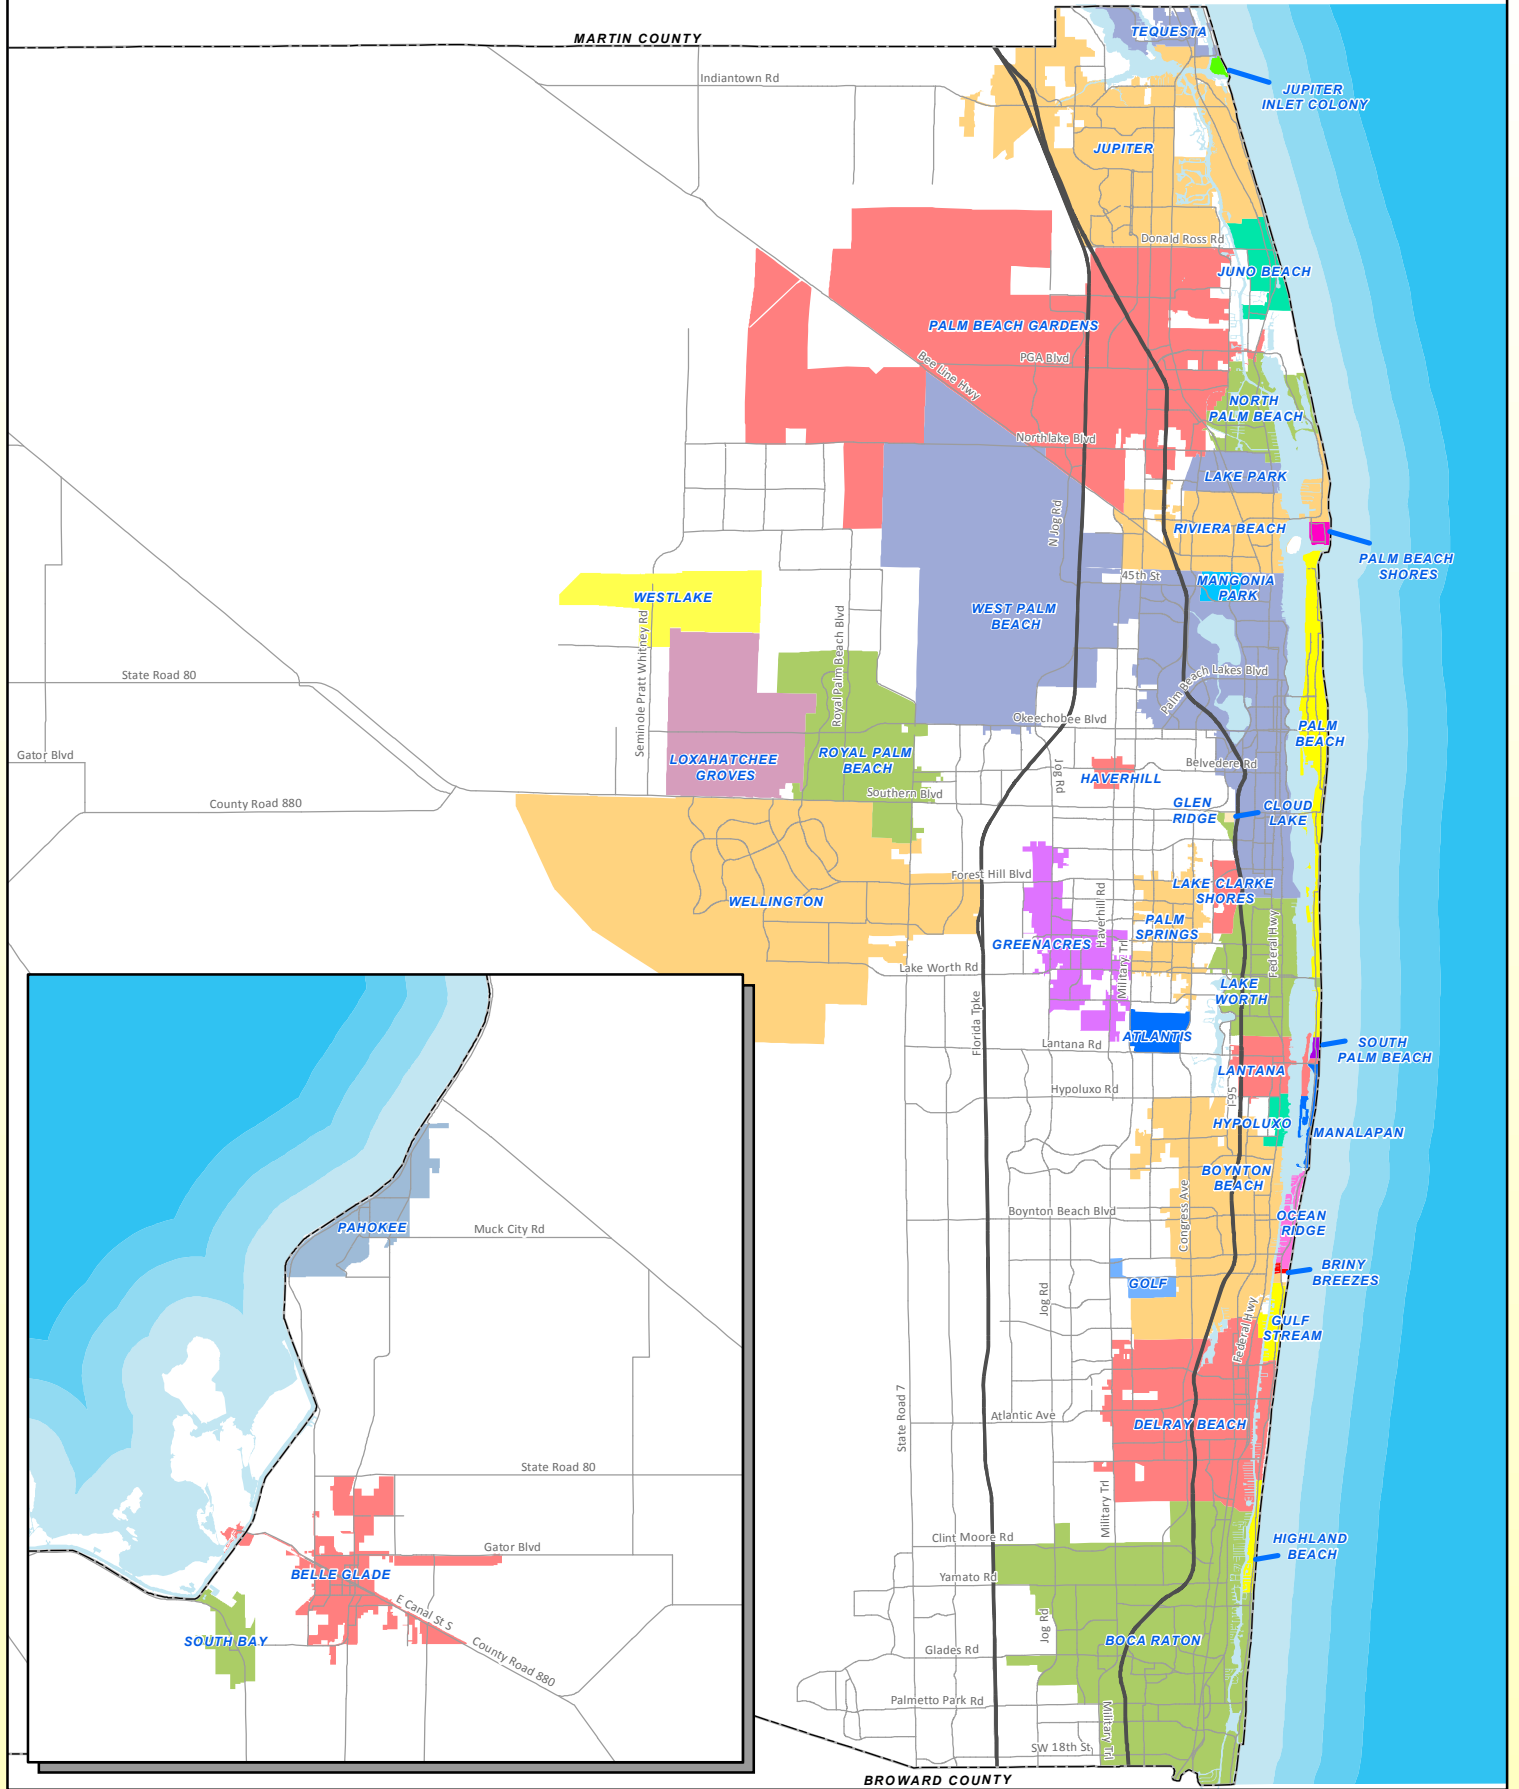 MARTIN COUNTY
TEQUESTA
Indiantown Rd
JUPITER
INLET COLONY
JUPITER
Donald Ross Rd
JUNO BEACH
PALM BEACH GARDENS
PGA Blvd
Bee Line Hwy
NORTH
PALM BEACH
Northlake Blvd
LAKE PARK
N Jog Rd
RIVIERA BEACH
PALM BEACH
SHORES
45th St
MANGONIA
PARK
WESTLAKE
WEST PALM
BEACH
Seminole Pratt Whitney Rd
Royal Palm Beach Blvd
State Road 80
Palm Beach Lakes Blvd
Okeechobee Blvd
PALM
BEACH
Gator Blvd
LOXAHATCHEE
GROVES
ROYAL PALM
BEACH
Belvedere Rd
Jog Rd
HAVERHILL
Southern Blvd
County Road 880
GLEN
RIDGE
CLOUD
LAKE
Forest Hill Blvd
LAKE CLARKE
SHORES
WELLINGTON
Haverhill Rd
PALM
SPRINGS
Federal Hwy
GREENACRES
Military Trl
Lake Worth Rd
LAKE
WORTH
Florida Tpke
ATLANTIS
Lantana Rd
SOUTH
PALM BEACH
LANTANA
Hypoluxo Rd
I-95
HYPOLUXO
MANALAPAN
BOYNTON
BEACH
Congress Ave
Boynton Beach Blvd
OCEAN
RIDGE
BRINY
BREEZES
GOLF
Jog Rd
GULF
STREAM
Federal Hwy
State Road 7
Atlantic Ave
DELRAY BEACH
Military Trl
Clint Moore Rd
HIGHLAND
BEACH
Yamato Rd
Jog Rd
BOCA RATON
Glades Rd
Palmetto Park Rd
Military Trl
SW 18th St
BROWARD COUNTY
PAHOKEE
Muck City Rd
State Road 80
Gator Blvd
BELLE GLADE
E Canal St S
SOUTH BAY
County Road 880